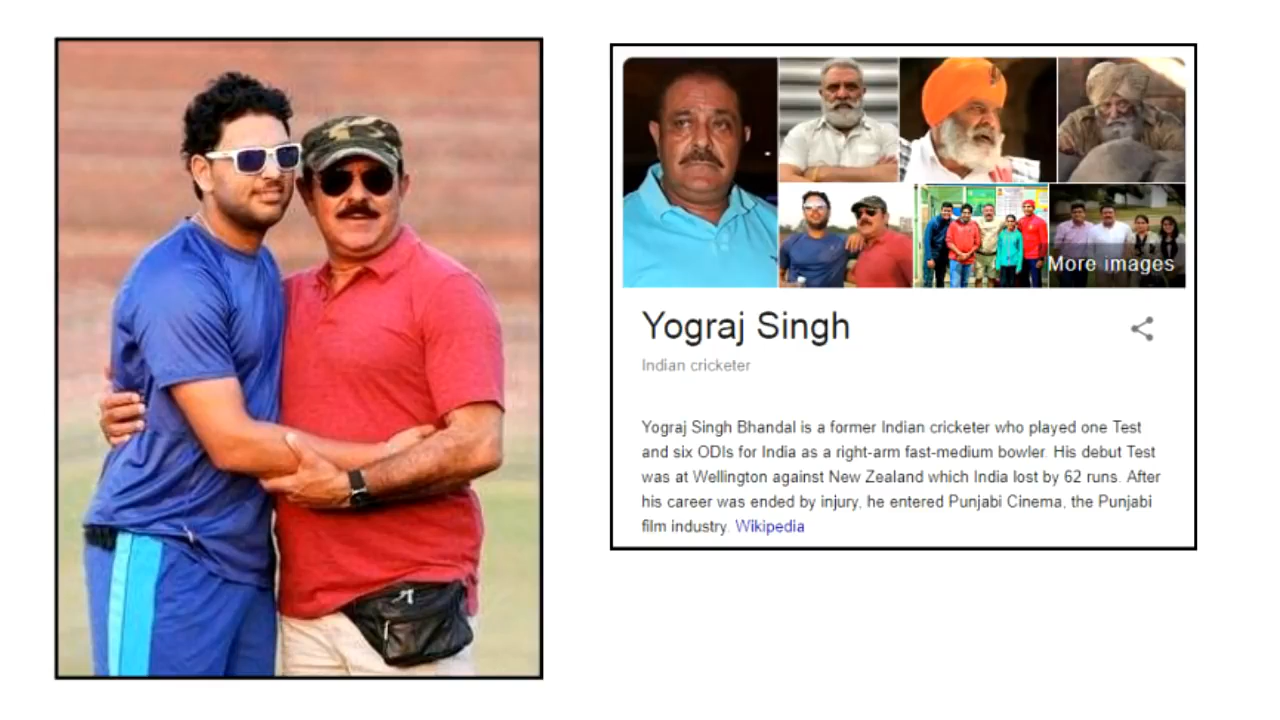 More images
Yograj Singh
Indian cricketer
Yograj Singh Bhandal is a former Indian cricketer who played one Test
and six ODIs for India as a right-arm fast-medium bowler. His debut Test
was at Wellington against New Zealand which India lost by 62 runs. After
his career was ended by injury, he entered Punjabi Cinema, the Punjabi
film industry. Wikipedia